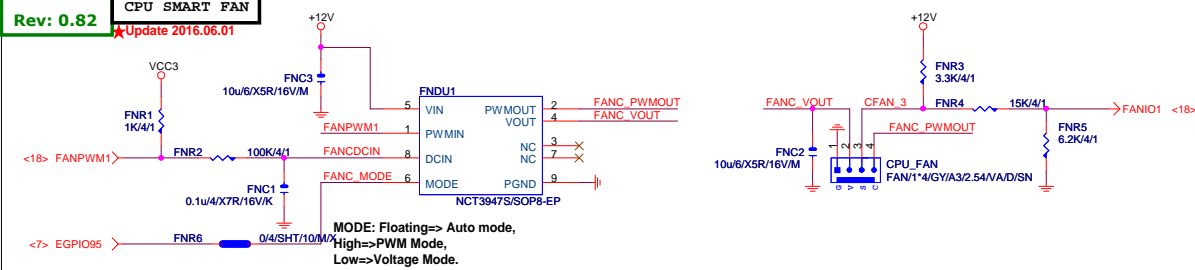 CPU SMART FAN
Rev: 0.82
★Update 2016.06.01
+12V
VCC3
FNC3
10u/6/X5R/16V/M
FNR1
1K/4/1
FNDU1
5 VIN PWMOUT 2 FANC_PWMOUT
VOUT 4 FANC_VOUT
FANPWM1 1 PWMIN
NC 3
<18> FANPWM1 FNR2 100K/4/1 FANCDCIN 8 DCIN NC 7
FANC_MODE 6 MODE PGND 9
FNC1
0.1u/4/X7R/16V/K
NCT3947S/SOP8-EP
<7> EGPIO95 FNR6 0/4/SHT/10/M/X
MODE: Floating=> Auto mode,
High=>PWM Mode,
Low=>Voltage Mode.
+12V
FNR3
3.3K/4/1
FANC_VOUT CFAN_3 FNR4 15K/4/1 FANIO1 <18>
FANC_PWMOUT
FNR5
6.2K/4/1
FNC2
10u/6/X5R/16V/M
1 2 3 4
G V S C
CPU_FAN
FAN/1*4/GY/A3/2.54/VA/D/SN